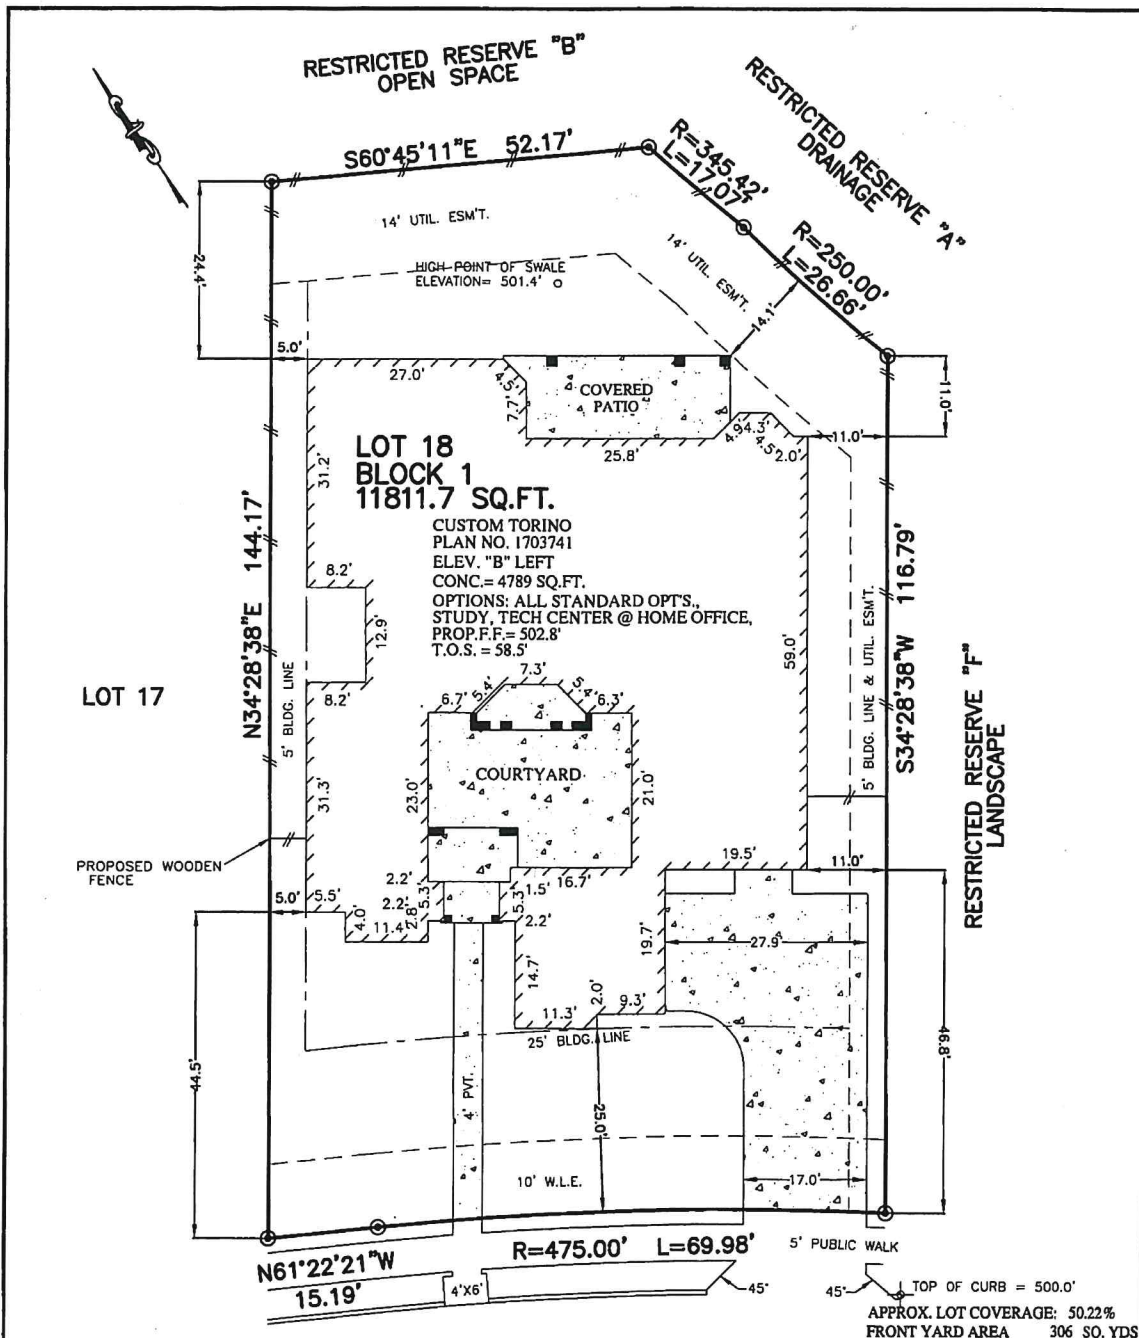 RESTRICTED RESERVE "B"
OPEN SPACE
RESTRICTED RESERVE "A"
DRAINAGE
S60°45'11"E 52.17'
R=345.42'
L=17.07'
R=250.00'
L=26.66'
14' UTIL. ESM'T.
14' UTIL. ESM'T.
24.4'
HIGH POINT OF SWALE
ELEVATION= 501.4'
14.1'
5.0'
27.0'
4.5'
7.7'
COVERED
PATIO
25.8'
4.9'
4.3'
4.5'
2.0'
11.0'
11.0'
31.2'
LOT 18
BLOCK 1
11811.7 SQ.FT.
CUSTOM TORINO
PLAN NO. 1703741
ELEV. "B" LEFT
CONC.= 4789 SQ.FT.
OPTIONS: ALL STANDARD OPT'S.,
STUDY, TECH CENTER @ HOME OFFICE,
PROP.F.F.= 502.8'
T.O.S. = 58.5'
N34°28'38"E 144.17'
8.2'
12.9'
8.2'
59.0'
S34°28'38"W 116.79'
5' BLDG. LINE & UTIL. ESM'T.
RESTRICTED RESERVE "F"
LANDSCAPE
LOT 17
5' BLDG. LINE
6.7'
5.4'
7.3'
5.4'
6.3'
COURTYARD
23.0'
21.0'
31.3'
PROPOSED WOODEN
FENCE
5.0'
5.5'
4.0'
11.4'
2.2'
2.2'
2.8'
5.3'
5.3'
1.5'
2.2'
16.7'
19.5'
11.0'
19.7'
27.9'
14.7'
11.3'
2.0'
9.3'
25' BLDG. LINE
44.5'
46.8'
4' PVT.
25.0'
10' W.L.E.
17.0'
N61°22'21"W
15.19'
4'X6'
R=475.00' L=69.98'
5' PUBLIC WALK
45°
45°
TOP OF CURB = 500.0'
APPROX. LOT COVERAGE: 50.22%
FRONT YARD AREA 306 SQ. YDS